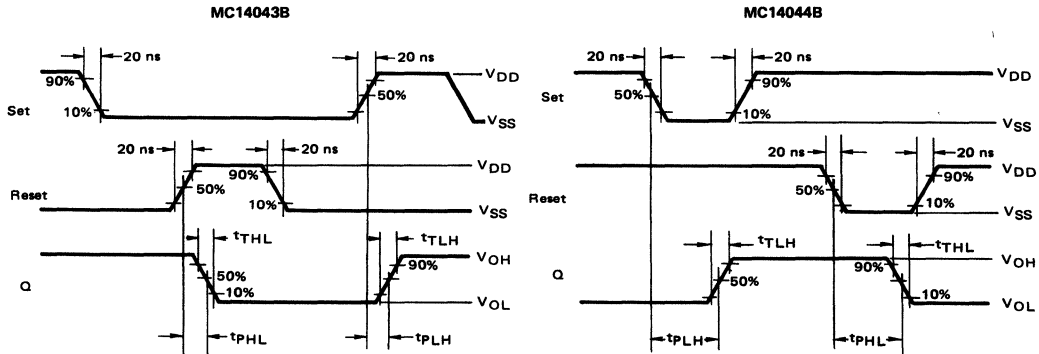 MC14043B
20 ns
20 ns
90%
10%
50%
Set
VDD
VSS
20 ns
20 ns
50%
90%
10%
Reset
VDD
VSS
tTHL
tTLH
50%
10%
90%
Q
VOH
VOL
tPHL
tPLH
MC14044B
20 ns
20 ns
50%
90%
10%
Set
VDD
VSS
20 ns
20 ns
50%
90%
10%
Reset
VDD
VSS
tTLH
tTHL
50%
90%
10%
Q
VOH
VOL
tPLH
tPHL